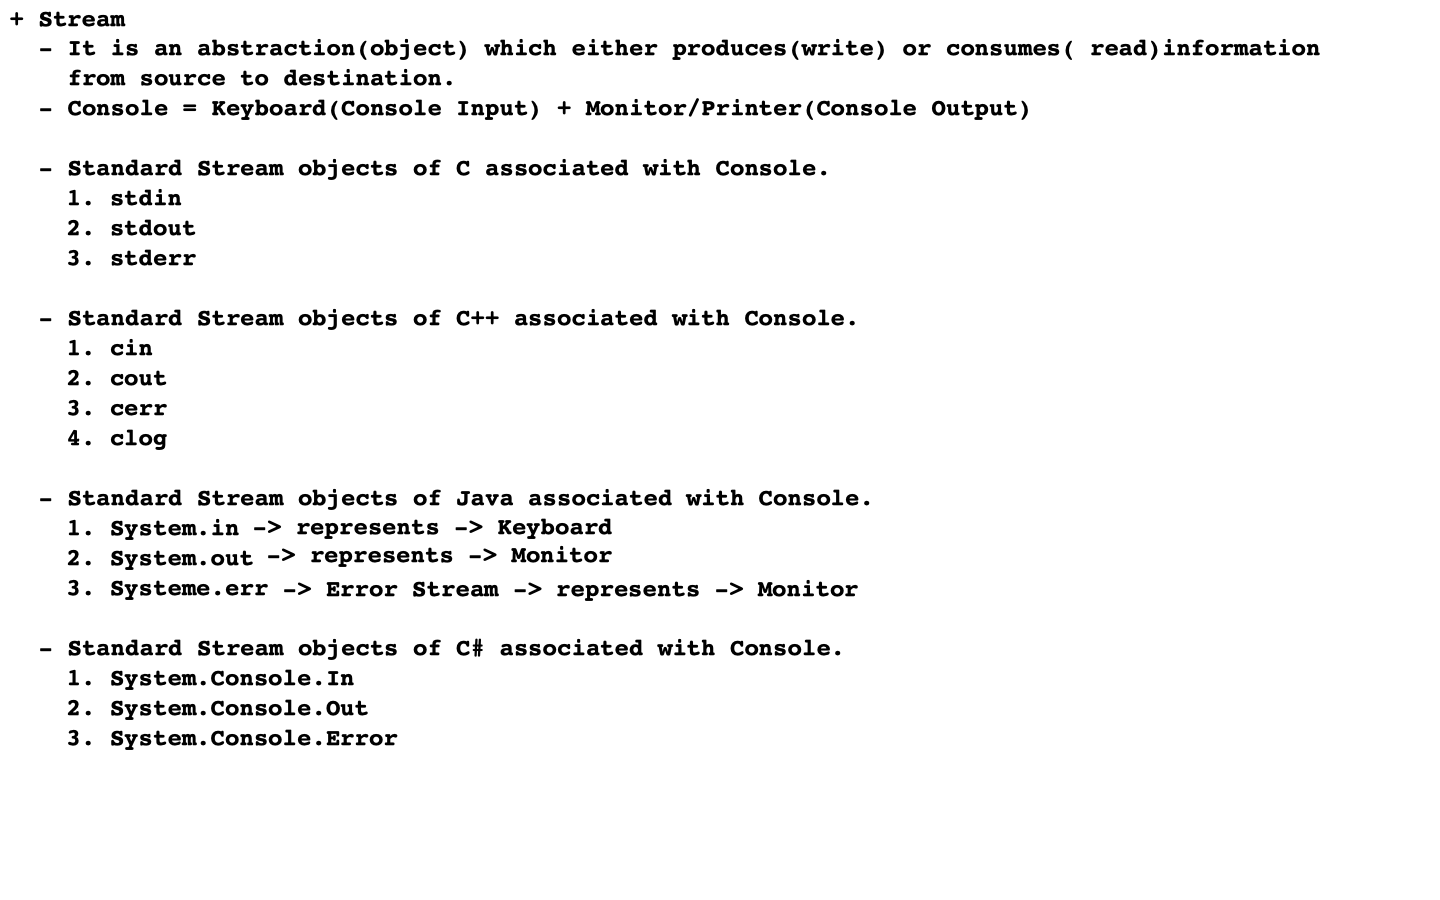 + Stream
- It is an abstraction(object) which either produces(write) or consumes( read)information
from source to destination.
- Console = Keyboard(Console Input) + Monitor/Printer(Console Output)
- Standard Stream objects of C associated with Console.
1. stdin
2. stdout
3. stderr
- Standard Stream objects of C++ associated with Console.
1. cin
2. cout
3. cerr
4. clog
- Standard Stream objects of Java associated with Console.
1. System.in -> represents -> Keyboard
2. System.out -> represents -> Monitor
3. Systeme.err -> Error Stream -> represents -> Monitor
- Standard Stream objects of C# associated with Console.
1. System.Console.In
2. System.Console.Out
3. System.Console.Error